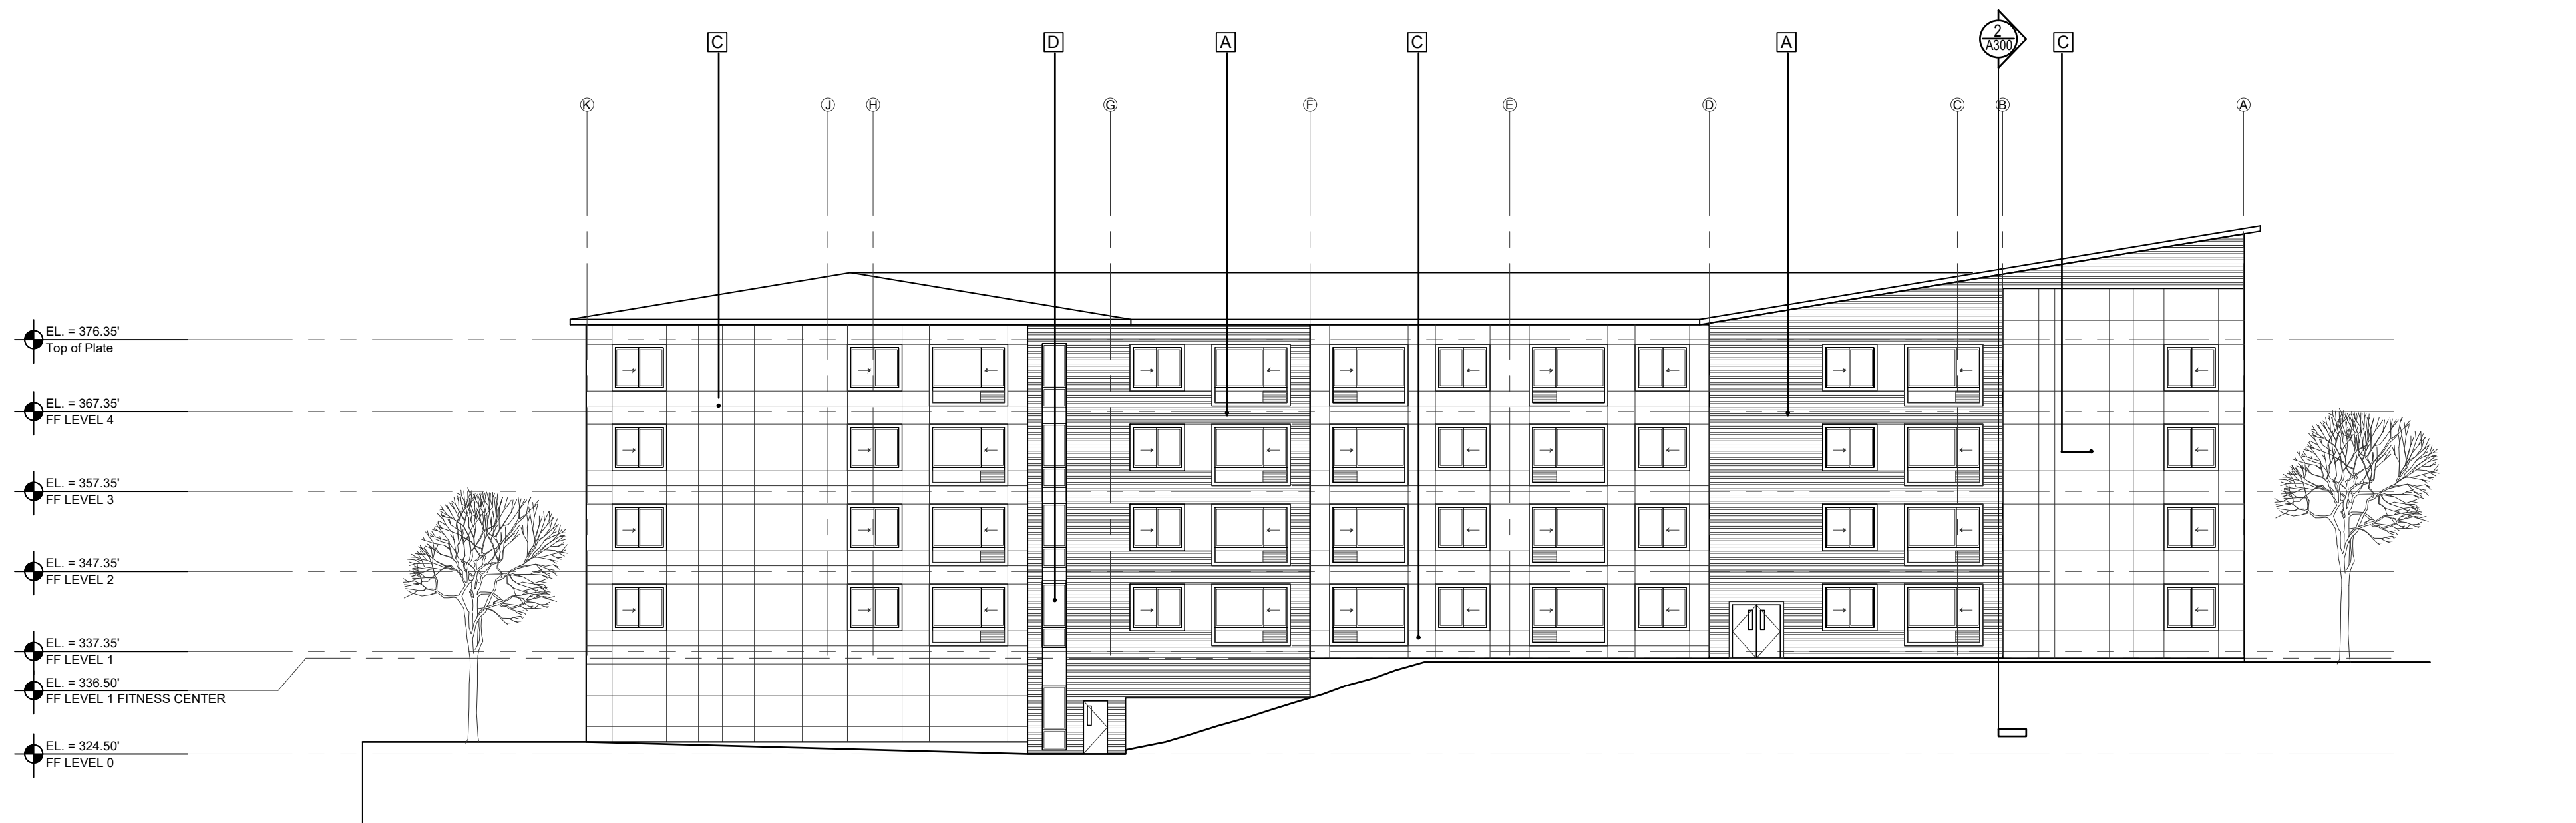 C
D
A
C
A
2
A300
C
K
J
H
G
F
E
D
C
B
A
EL. = 376.35'
Top of Plate
EL. = 367.35'
FF LEVEL 4
EL. = 357.35'
FF LEVEL 3
EL. = 347.35'
FF LEVEL 2
EL. = 337.35'
FF LEVEL 1
EL. = 336.50'
FF LEVEL 1 FITNESS CENTER
EL. = 324.50'
FF LEVEL 0